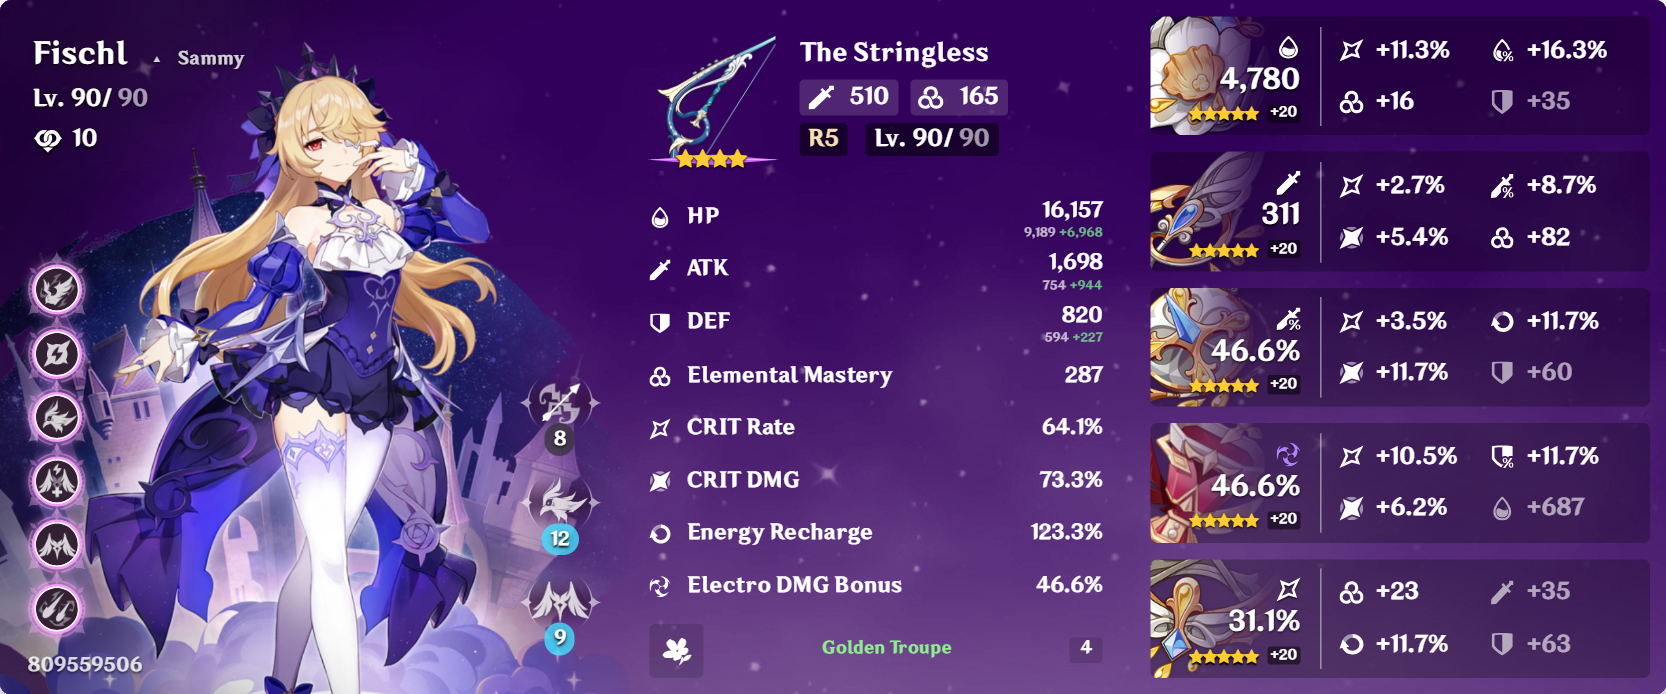 Fischl ▴ Sammy
Lv. 90/ 90
10
8
12
9
809559506
The Stringless
510 165
R5 Lv. 90/ 90
HP 16,157
9,189 +6,968
ATK 1,698
754 +944
DEF 820
594 +227
Elemental Mastery 287
CRIT Rate 64.1%
CRIT DMG 73.3%
Energy Recharge 123.3%
Electro DMG Bonus 46.6%
Golden Troupe 4
4,780
+20
+11.3% +16.3%
+16 +35
311
+20
+2.7% +8.7%
+5.4% +82
46.6%
+20
+3.5% +11.7%
+11.7% +60
46.6%
+20
+10.5% +11.7%
+6.2% +687
31.1%
+20
+23 +35
+11.7% +63